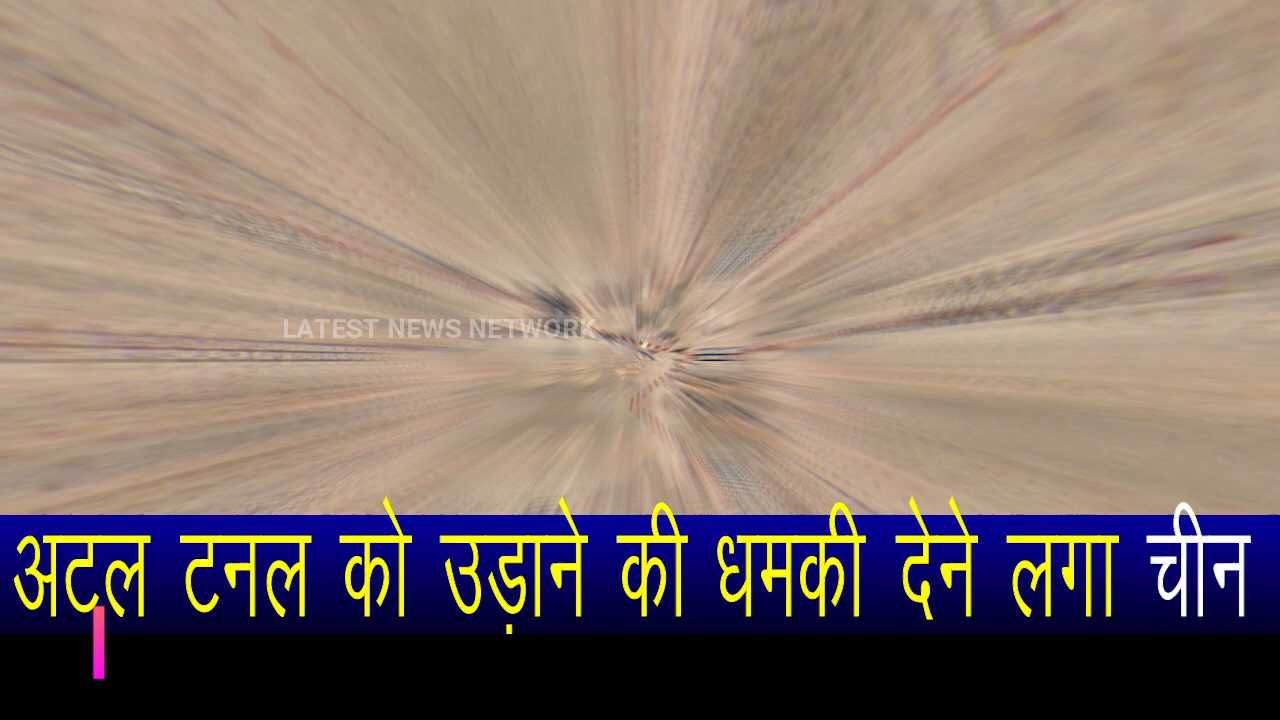 LATEST NEWS NETWORK
अटल टनल को उड़ाने की धमकी देने लगा चीन